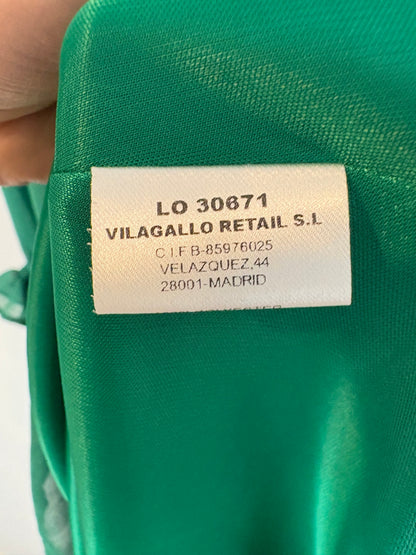 LO 30671
VILAGALLO RETAIL S.L
C.I.F B-85976025
VELAZQUEZ,44
28001-MADRID